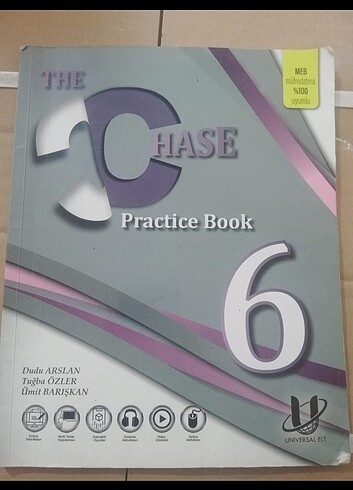 THE
CHASE
MEB
müfredatına
%100
uyumlu
Practice Book
6
Dudu ARSLAN
Tuğba ÖZLER
Ümit BARIŞKAN
UNIVERSAL ELT